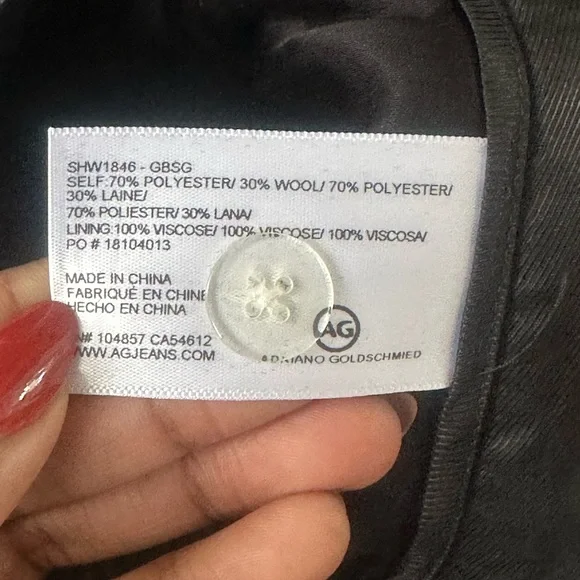 SHW1846 - GBSG
SELF:70% POLYESTER/ 30% WOOL/ 70% POLYESTER/
30% LAINE/
70% POLIESTER/ 30% LANA/
LINING:100% VISCOSE/ 100% VISCOSE/ 100% VISCOSA/
PO # 18104013
MADE IN CHINA
FABRIQUÉ EN CHINE
HECHO EN CHINA
AG
# 104857 CA54612
WWW.AGJEANS.COM
ADRIANO GOLDSCHMIED